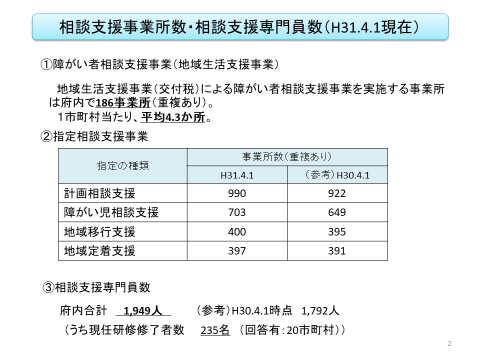 相談支援事業所数・相談支援専門員数（H31.4.1現在）
①障がい者相談支援事業（地域生活支援事業）
地域生活支援事業（交付税）による障がい者相談支援事業を実施する事業所
は府内で186事業所（重複あり）。
１市町村当たり、平均4.3か所。
②指定相談支援事業
指定の種類 事業所数（重複あり）
H31.4.1 （参考）H30.4.1
計画相談支援 990 922
障がい児相談支援 703 649
地域移行支援 400 395
地域定着支援 397 391
③相談支援専門員数
府内合計 1,949人 （参考）H30.4.1時点 1,792人
（うち現任研修修了者数 235名 （回答有：20市町村））
2